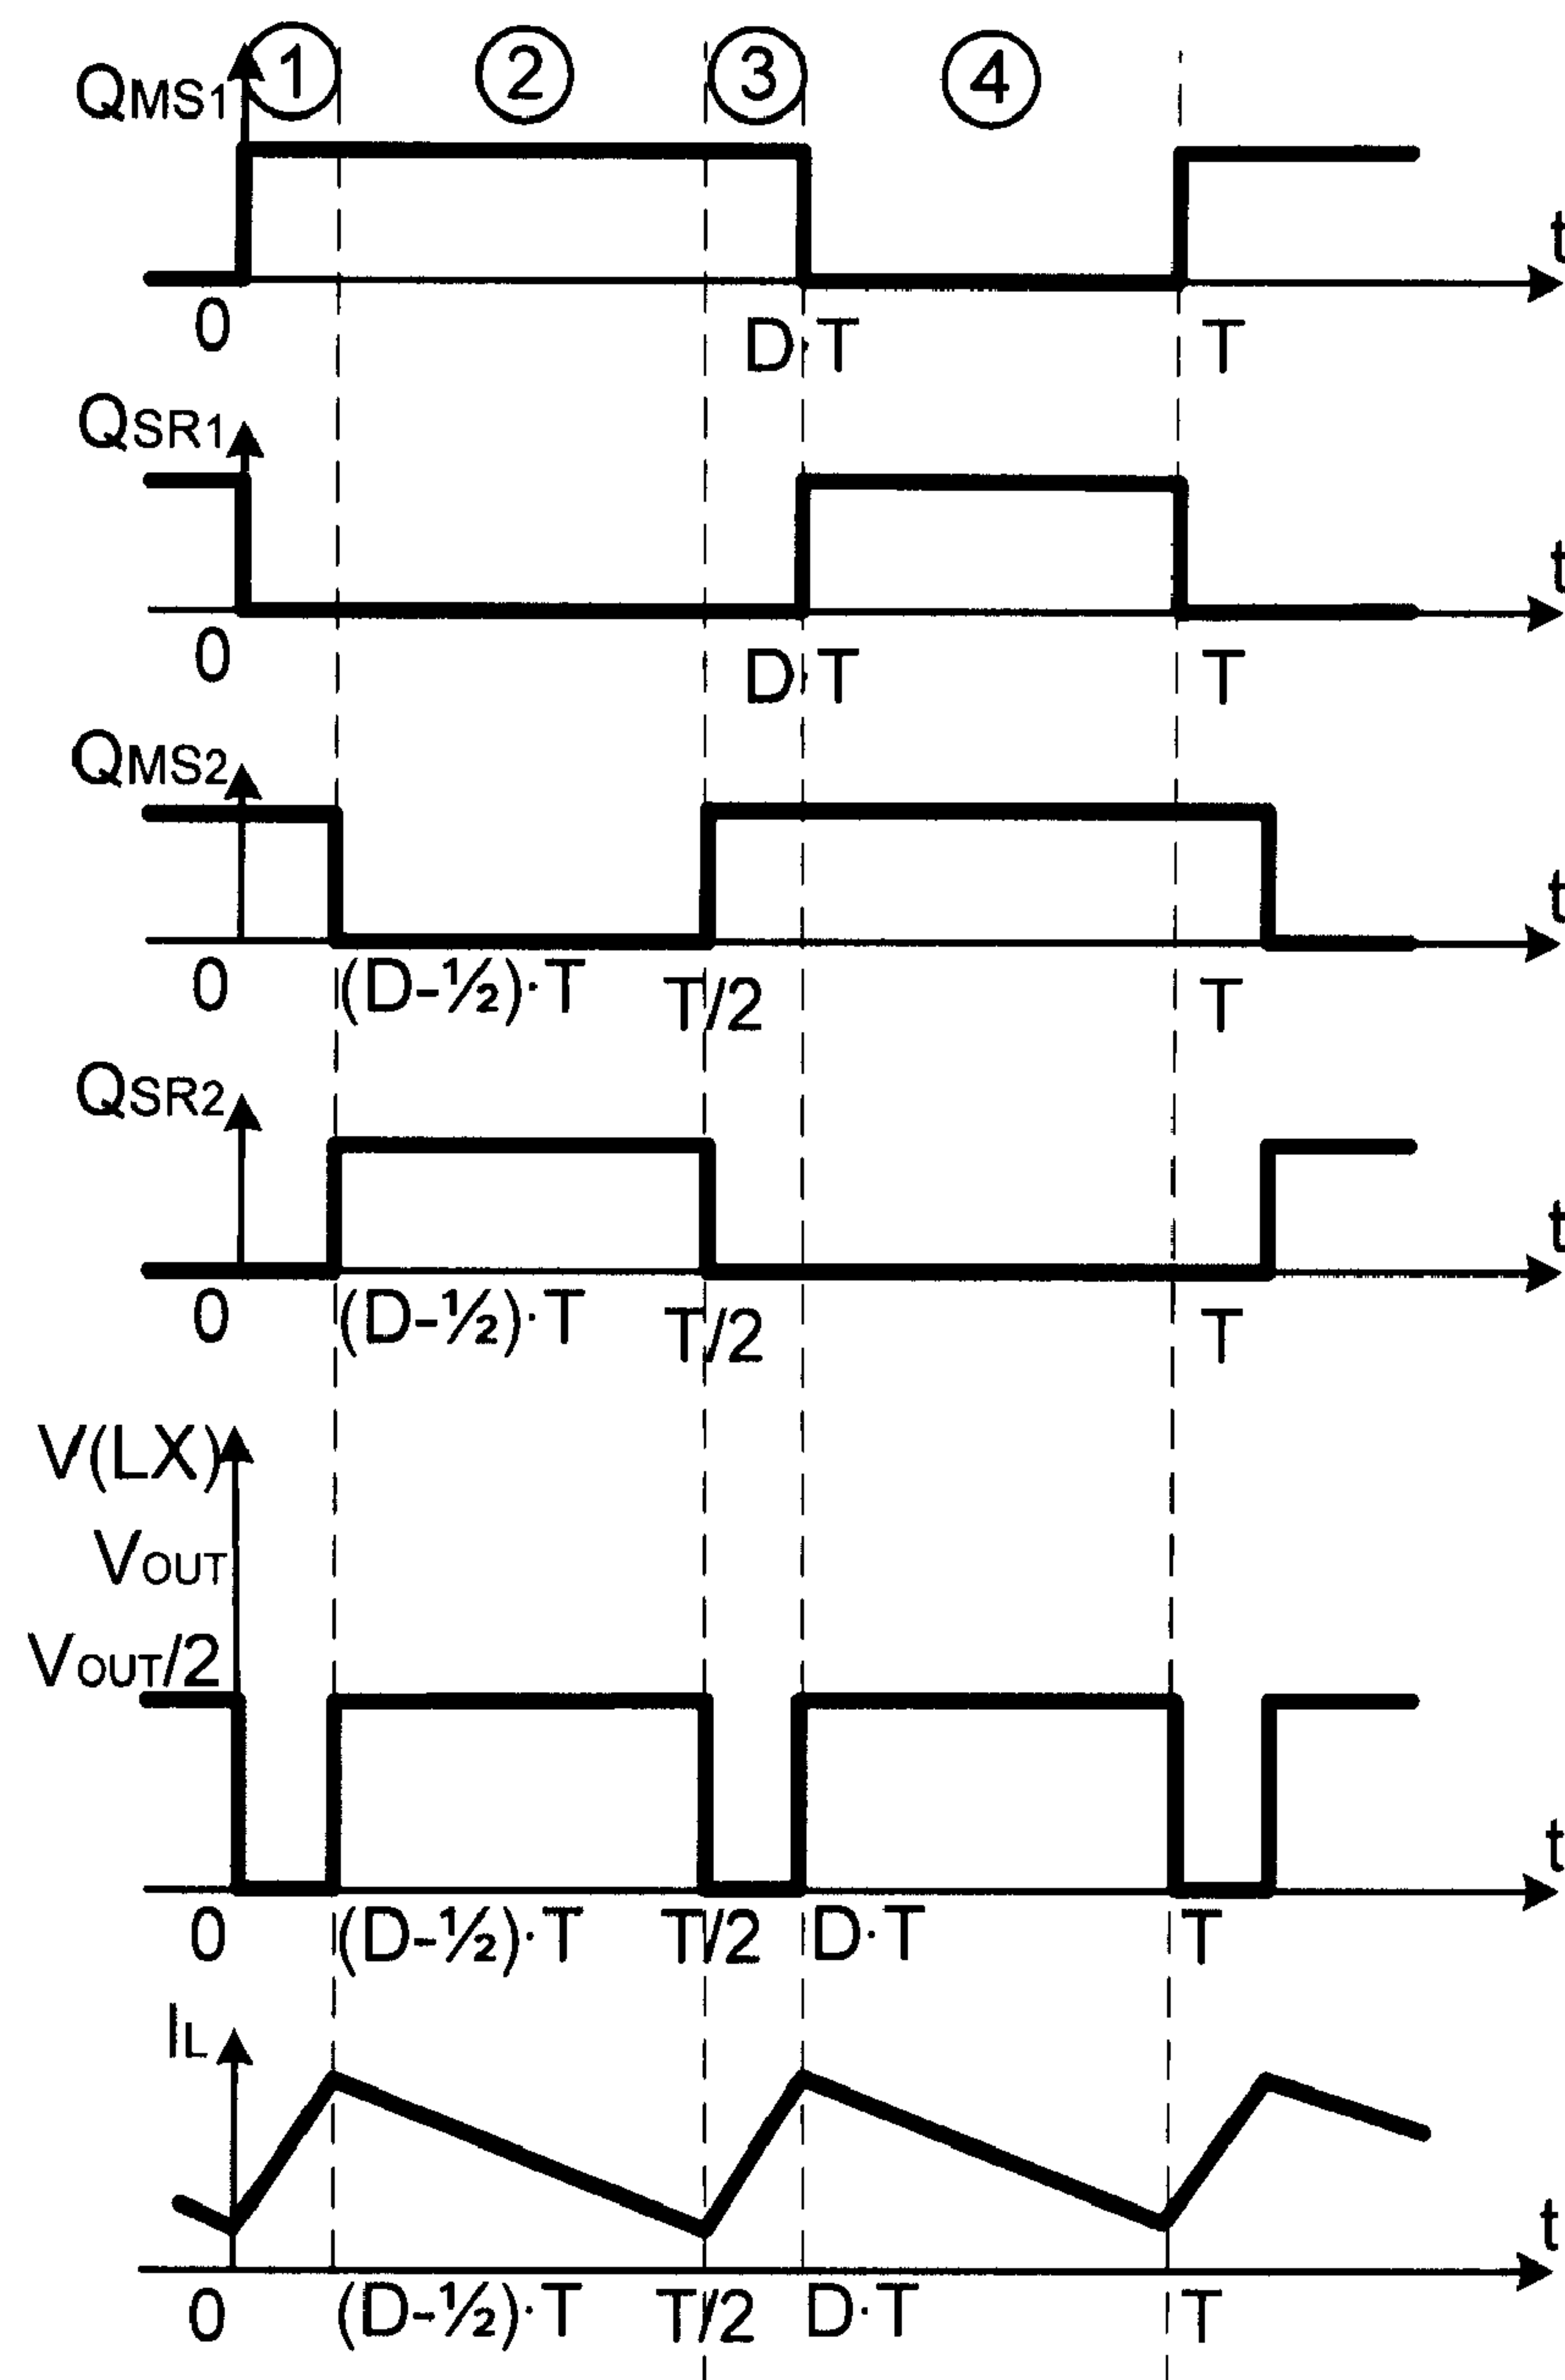 QMS1 ① ② ③ ④
t
0 D·T T
QSR1
t
0 D·T T
QMS2
t
0 (D-½)·T T/2 T
QSR2
t
0 (D-½)·T T/2 T
V(LX)
VOUT
VOUT/2
t
0 (D-½)·T T/2 D·T T
IL
t
0 (D-½)·T T/2 D·T T